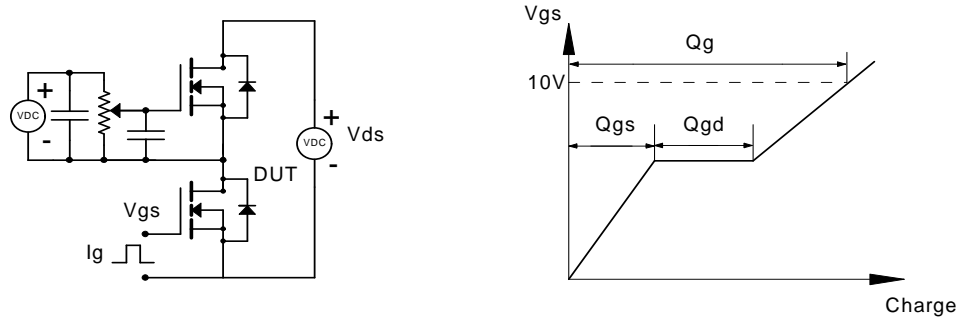 +
VDC
-
+
VDC
-
Vds
DUT
Vgs
Ig
Vgs
Qg
10V
Qgs
Qgd
Charge